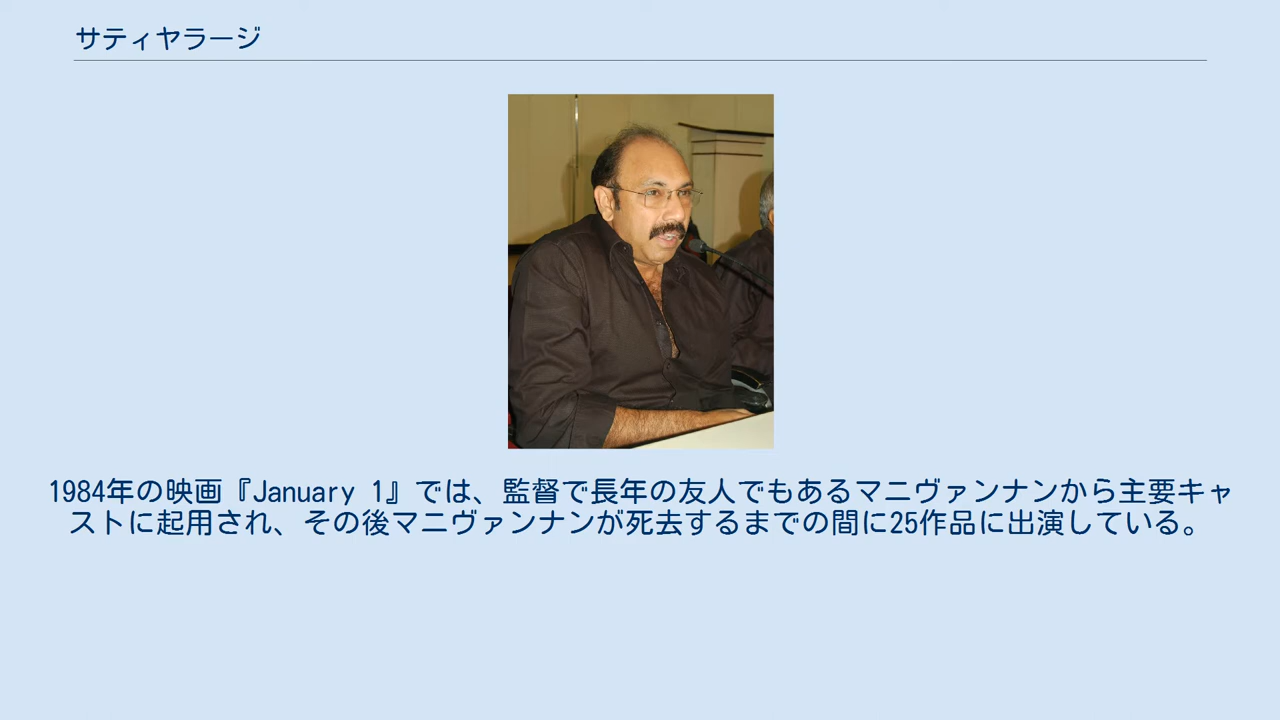 サティヤラージ
1984年の映画『January 1』では、監督で長年の友人でもあるマニヴァンナンから主要キャ
ストに起用され、その後マニヴァンナンが死去するまでの間に25作品に出演している。